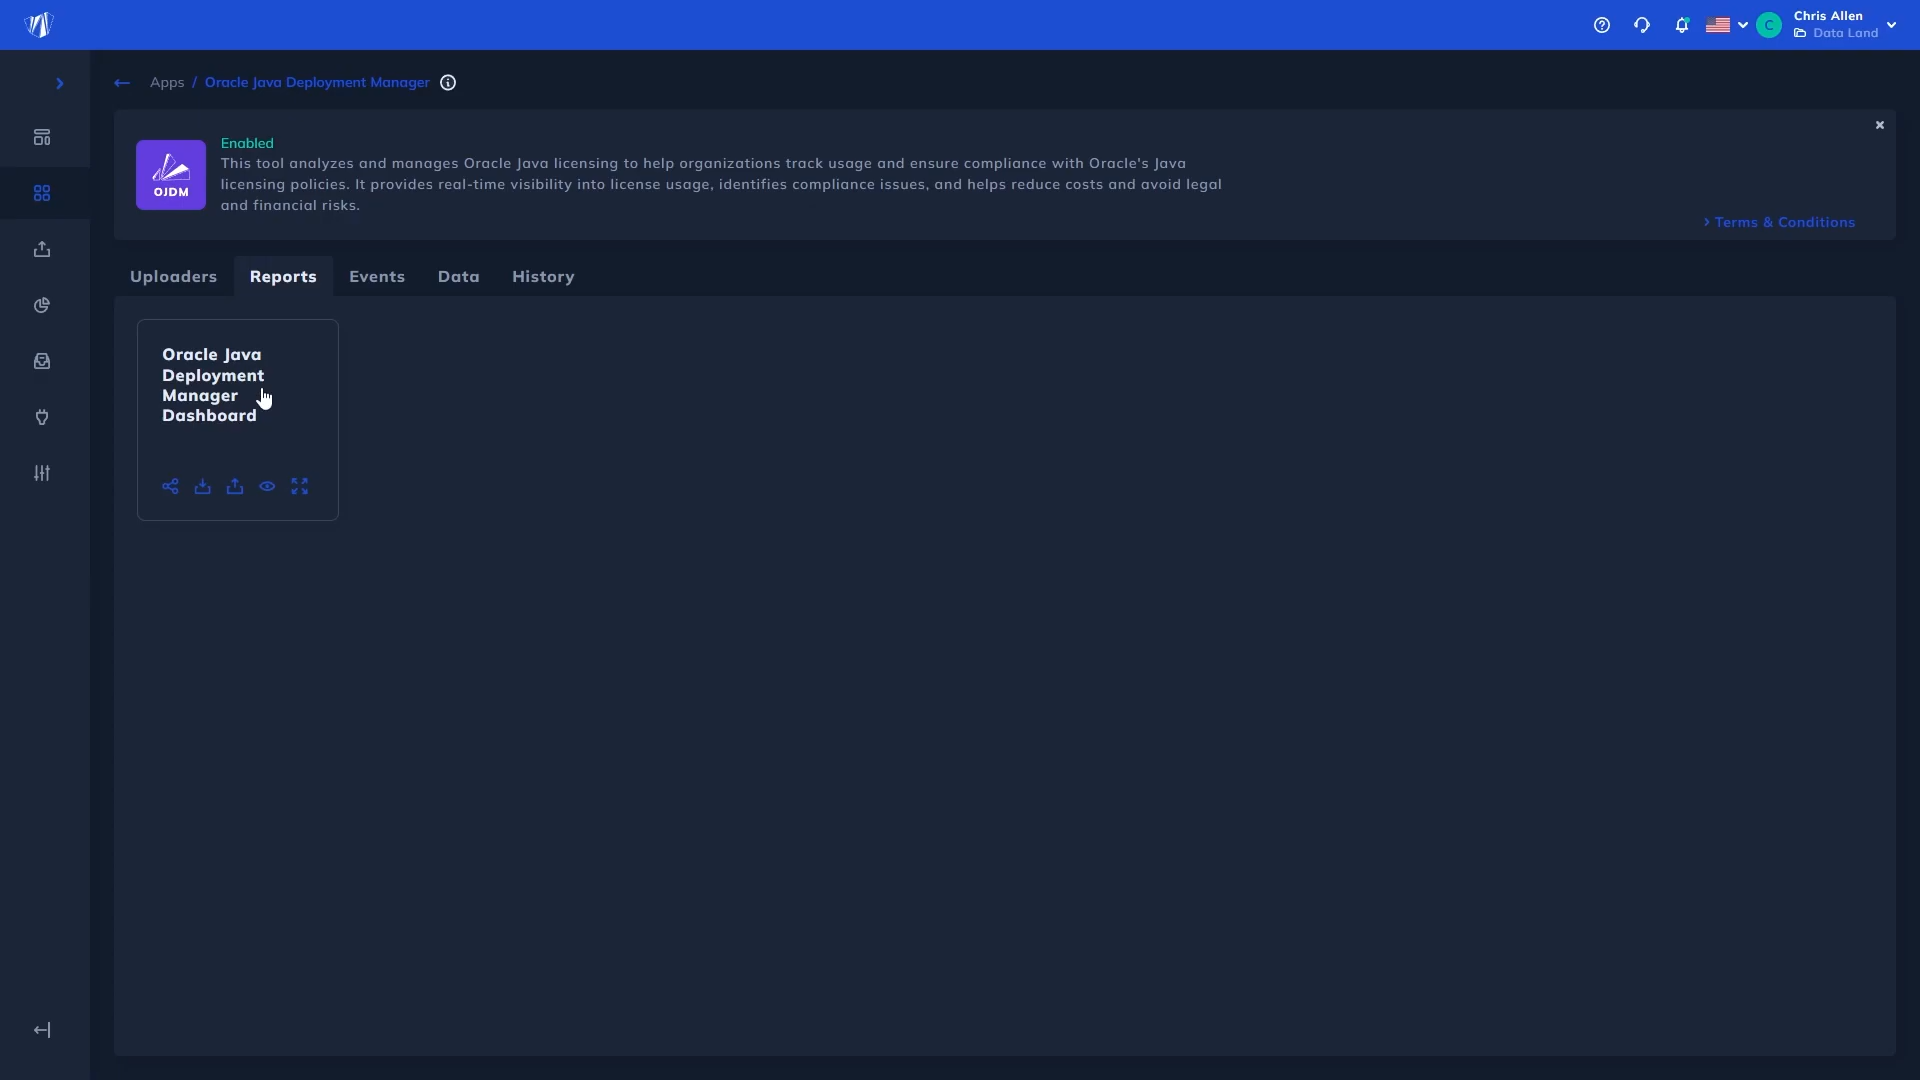 Chris Allen
Data Land
C
Apps / Oracle Java Deployment Manager
Enabled
This tool analyzes and manages Oracle Java licensing to help organizations track usage and ensure compliance with Oracle's Java
licensing policies. It provides real-time visibility into license usage, identifies compliance issues, and helps reduce costs and avoid legal
and financial risks.
OJDM
Terms & Conditions
Uploaders Reports Events Data History
Oracle Java
Deployment
Manager
Dashboard